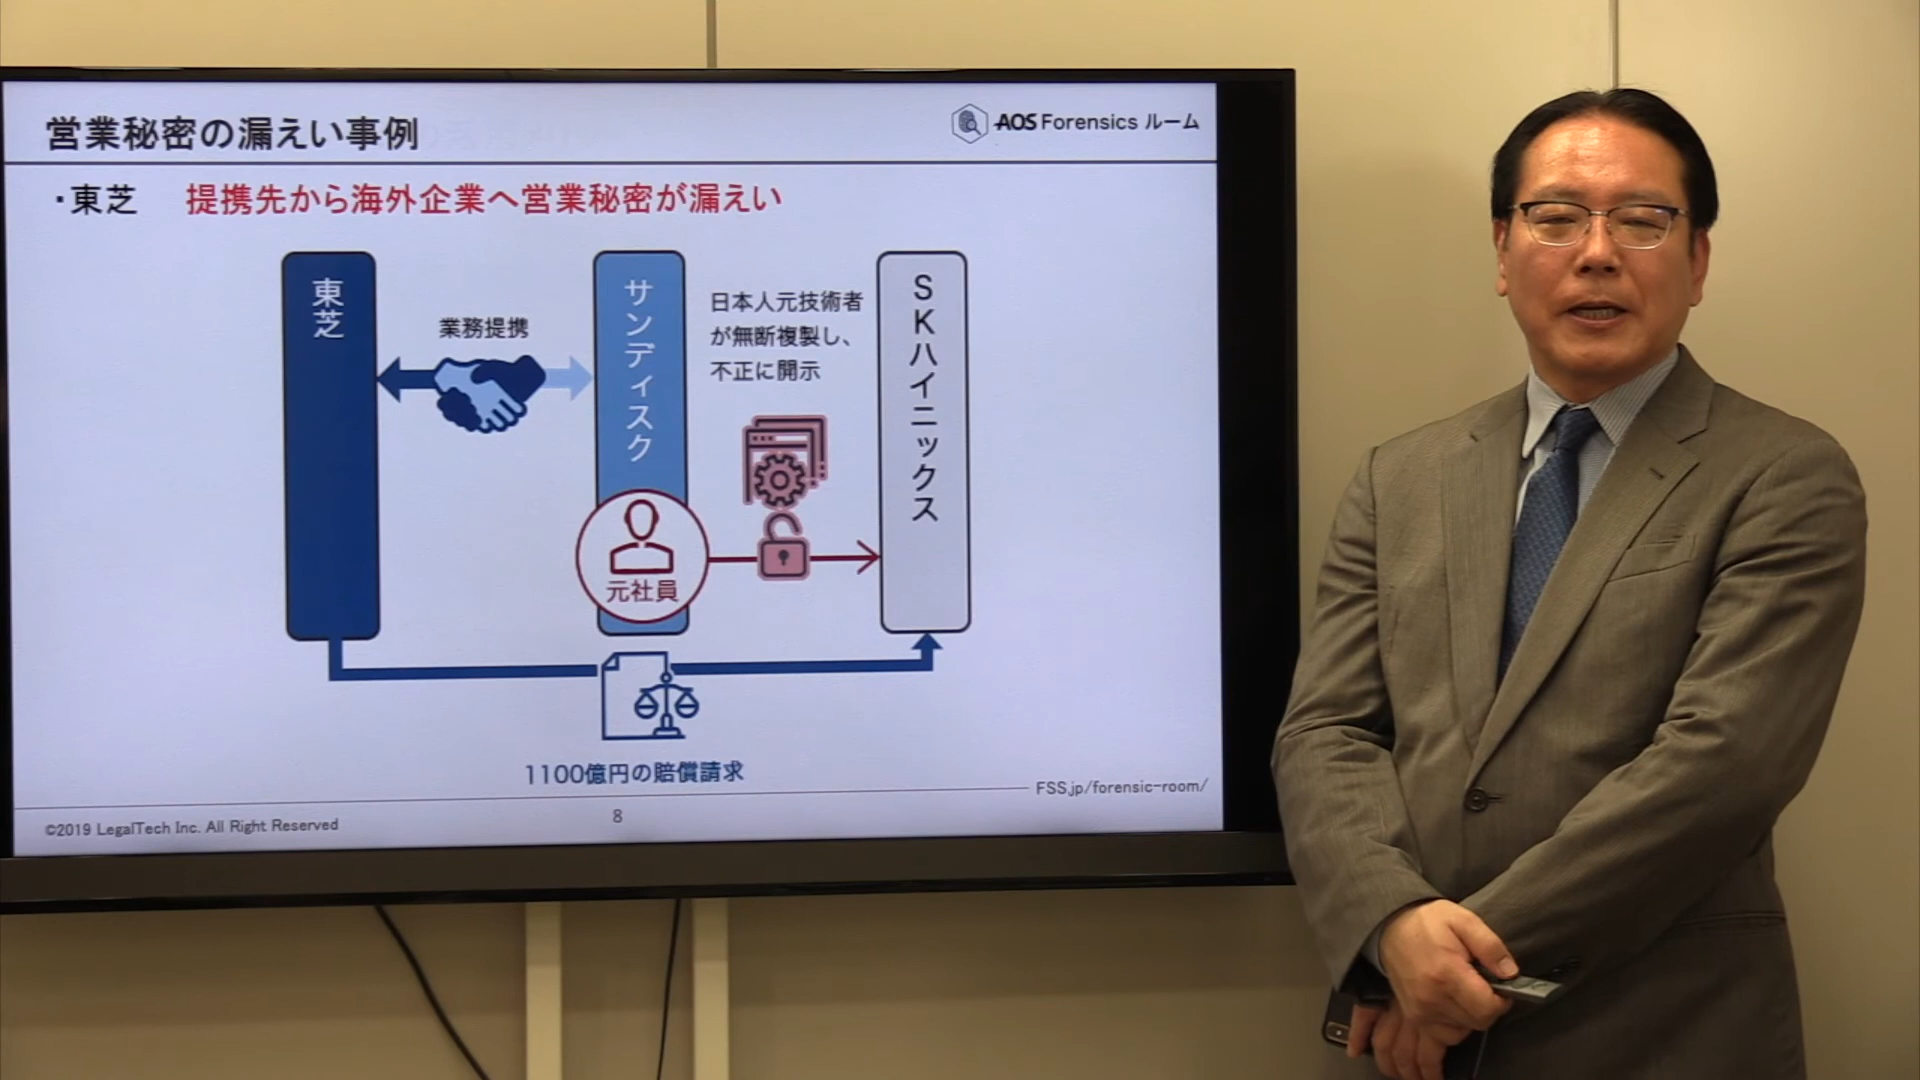 営業秘密の漏えい事例
AOS Forensics ルーム
・東芝 提携先から海外企業へ営業秘密が漏えい
東芝
業務提携
サンディスク
日本人元技術者
が無断複製し、
不正に開示
SKハイニックス
元社員
1100億円の賠償請求
FSS.jp/forensic-room/
©2019 LegalTech Inc. All Right Reserved
8